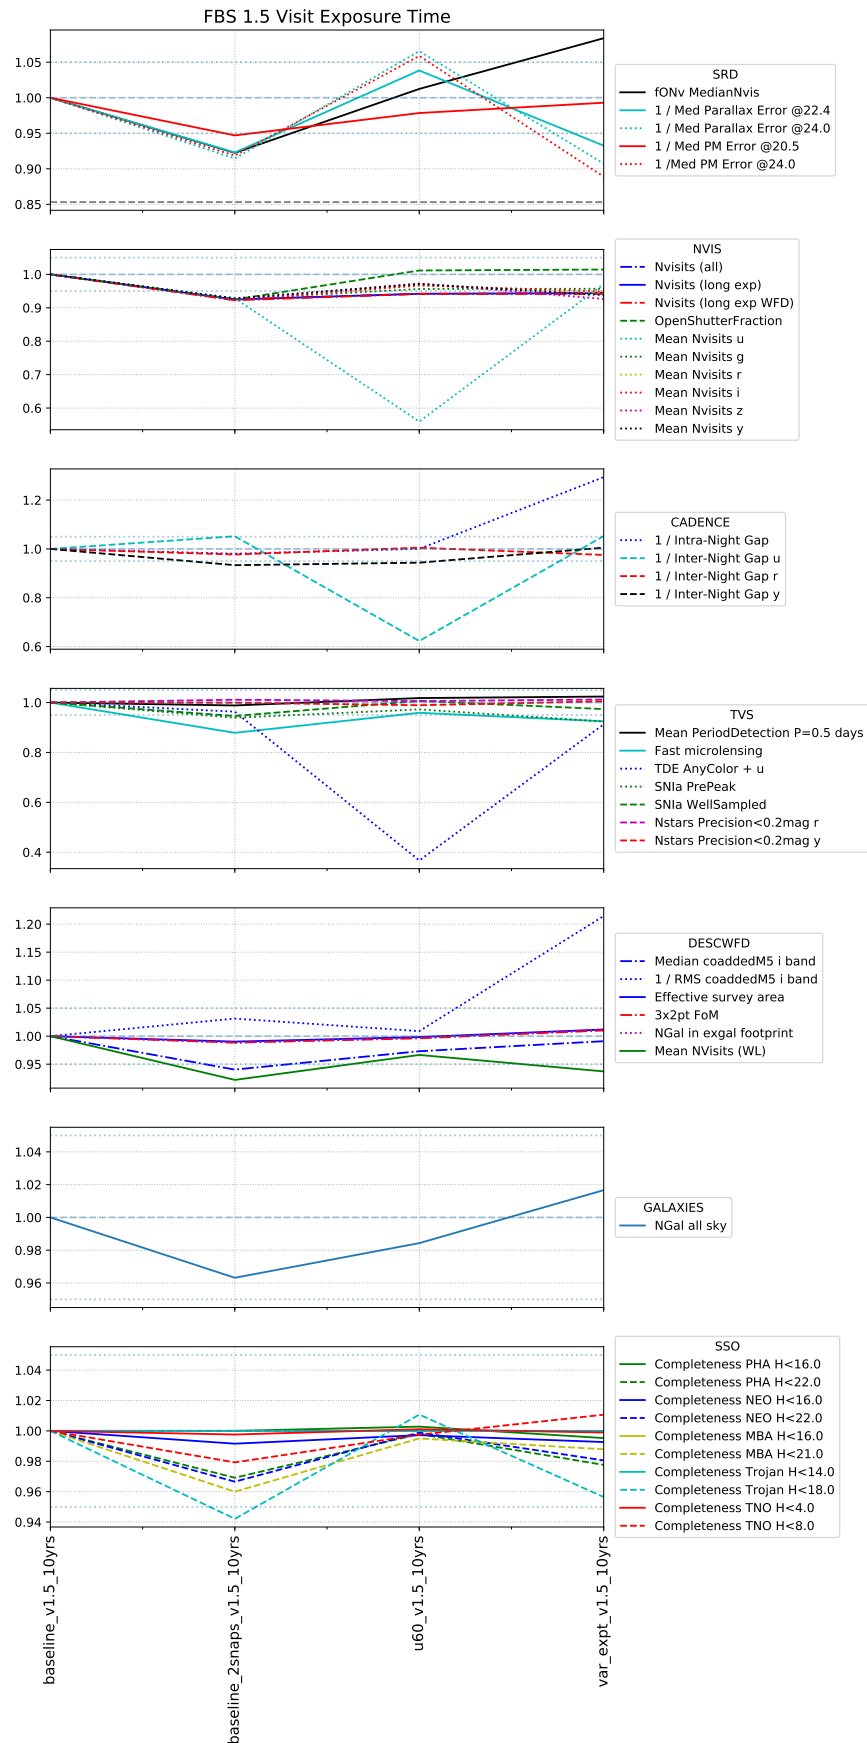 FBS 1.5 Visit Exposure Time
1.05
1.00
0.95
0.90
0.85
SRD
fONv MedianNvis
1 / Med Parallax Error @22.4
1 / Med Parallax Error @24.0
1 / Med PM Error @20.5
1 /Med PM Error @24.0
1.0
0.9
0.8
0.7
0.6
NVIS
Nvisits (all)
Nvisits (long exp)
Nvisits (long exp WFD)
OpenShutterFraction
Mean Nvisits u
Mean Nvisits g
Mean Nvisits r
Mean Nvisits i
Mean Nvisits z
Mean Nvisits y
1.2
1.0
0.8
0.6
CADENCE
1 / Intra-Night Gap
1 / Inter-Night Gap u
1 / Inter-Night Gap r
1 / Inter-Night Gap y
1.0
0.8
0.6
0.4
TVS
Mean PeriodDetection P=0.5 days
Fast microlensing
TDE AnyColor + u
SNIa PrePeak
SNIa WellSampled
Nstars Precision<0.2mag r
Nstars Precision<0.2mag y
1.20
1.15
1.10
1.05
1.00
0.95
DESCWFD
Median coaddedM5 i band
1 / RMS coaddedM5 i band
Effective survey area
3x2pt FoM
NGal in exgal footprint
Mean NVisits (WL)
1.04
1.02
1.00
0.98
0.96
GALAXIES
NGal all sky
1.04
1.02
1.00
0.98
0.96
0.94
SSO
Completeness PHA H<16.0
Completeness PHA H<22.0
Completeness NEO H<16.0
Completeness NEO H<22.0
Completeness MBA H<16.0
Completeness MBA H<21.0
Completeness Trojan H<14.0
Completeness Trojan H<18.0
Completeness TNO H<4.0
Completeness TNO H<8.0
baseline_v1.5_10yrs
baseline_2snaps_v1.5_10yrs
u60_v1.5_10yrs
var_expt_v1.5_10yrs